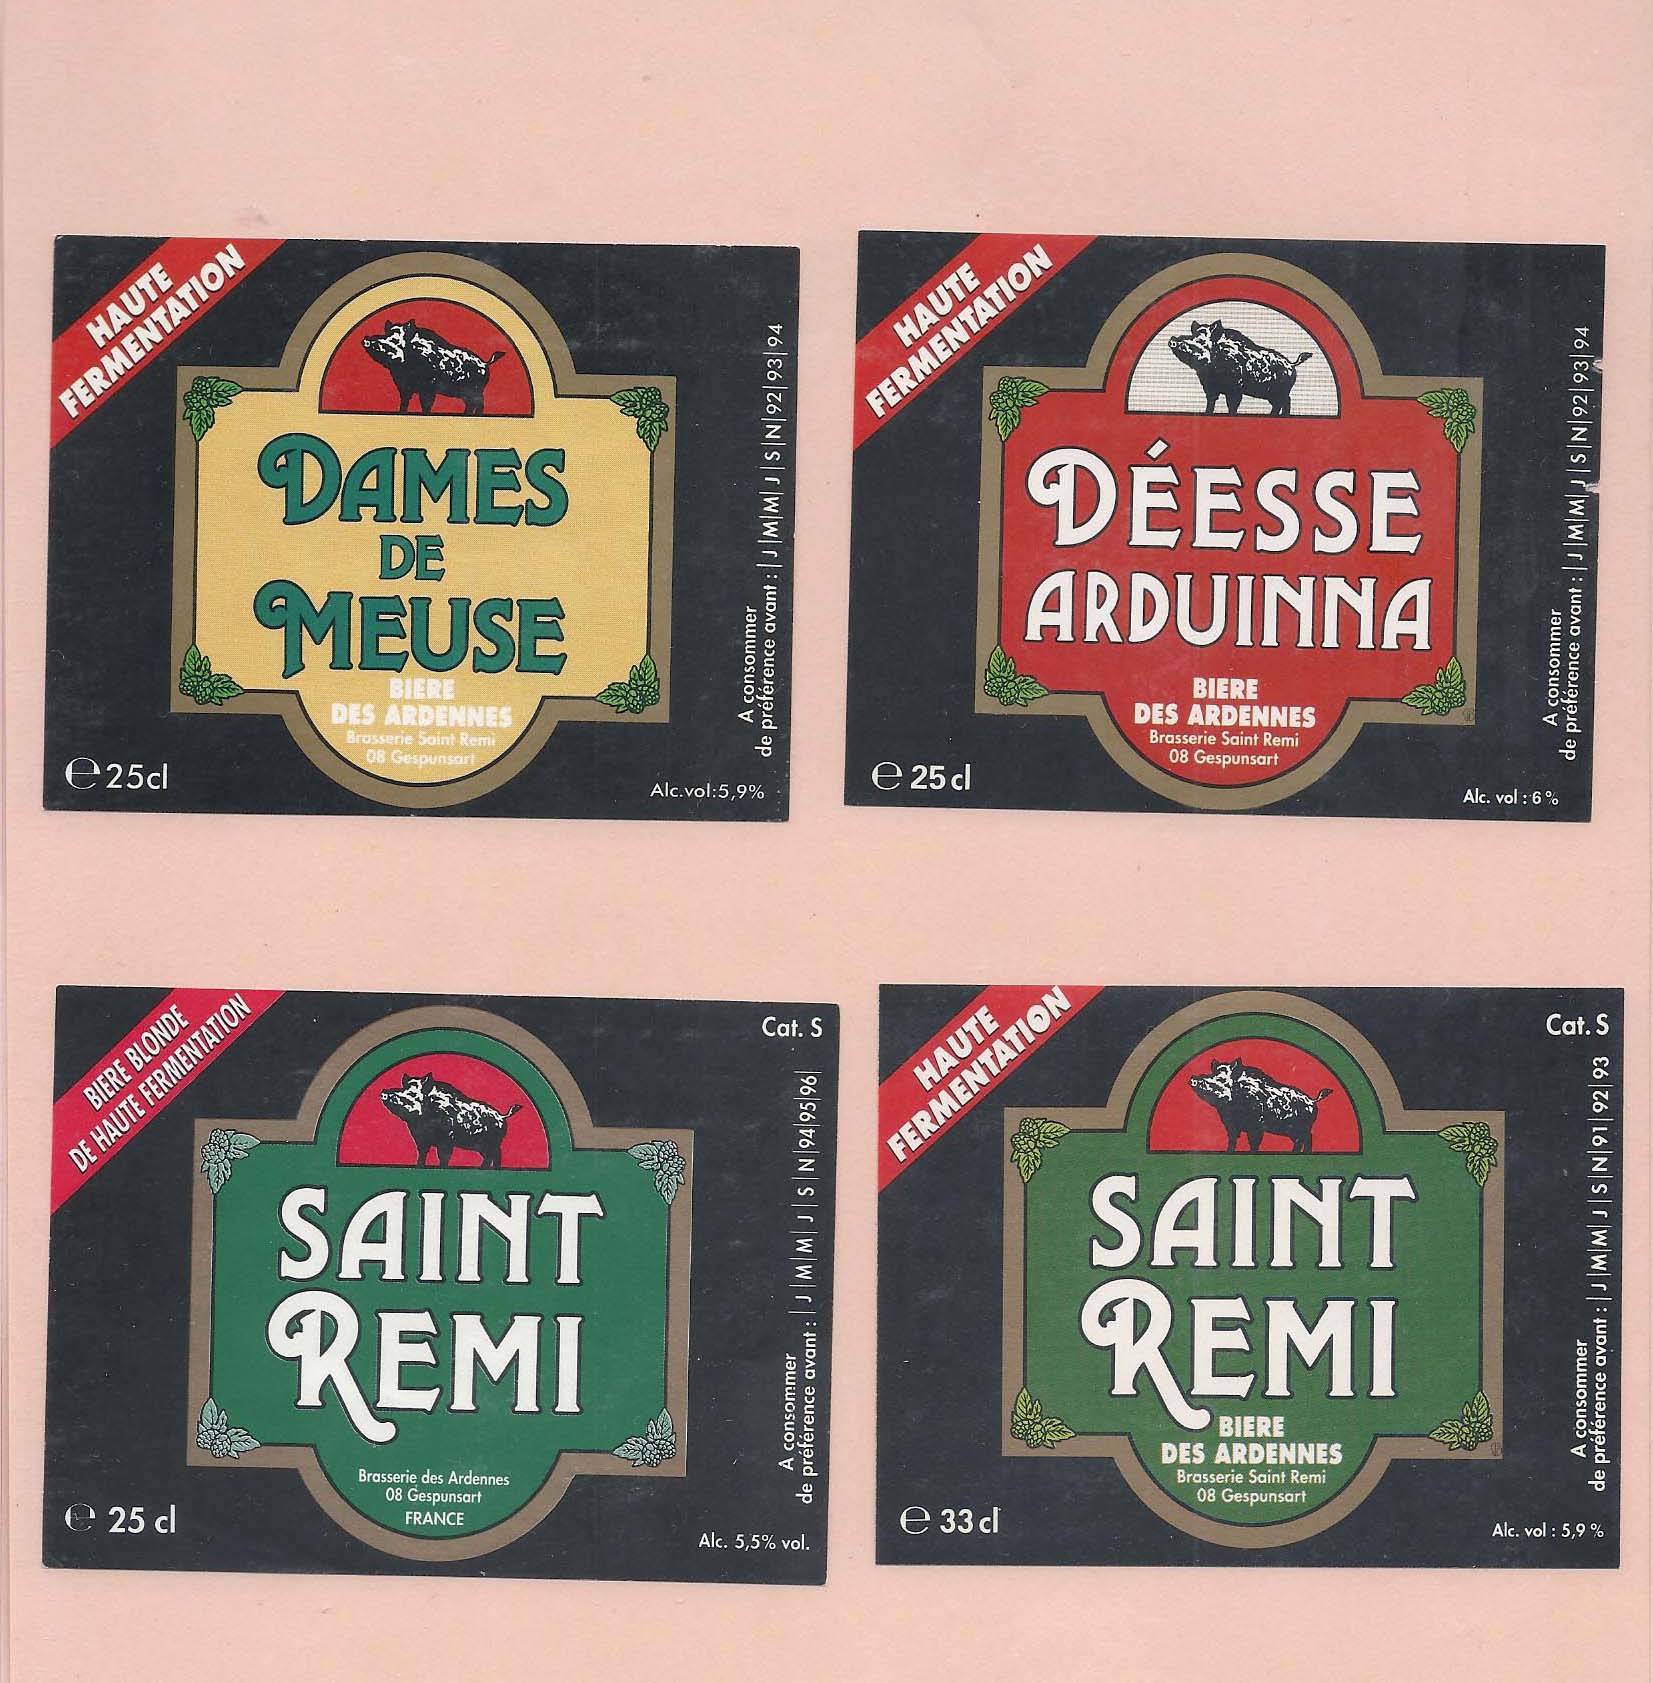 HAUTE
FERMENTATION
DAMES
DE
MEUSE
BIERE
DES ARDENNES
Brasserie Saint Remi
08 Gespunsart
℮ 25cl
Alc.vol:5,9%
A consommer
de préférence avant : | J |M|M| J | S |N| 92| 93| 94
HAUTE
FERMENTATION
DÉESSE
ARDUINNA
BIERE
DES ARDENNES
Brasserie Saint Remi
08 Gespunsart
℮ 25 cl
Alc. vol : 6 %
A consommer
de préférence avant : | J |M|M| J | S |N| 92| 93| 94
BIERE BLONDE
DE HAUTE FERMENTATION
Cat. S
SAINT
REMI
Brasserie des Ardennes
08 Gespunsart
FRANCE
℮ 25 cl
Alc. 5,5% vol.
A consommer
de préférence avant : | J |M|M| J | S | N |94|95|96|
HAUTE
FERMENTATION
Cat. S
SAINT
REMI
BIERE
DES ARDENNES
Brasserie Saint Remi
08 Gespunsart
℮ 33 cl
Alc. vol : 5,9 %
A consommer
de préférence avant : | J |M|M| J | S |N| 91| 92| 93